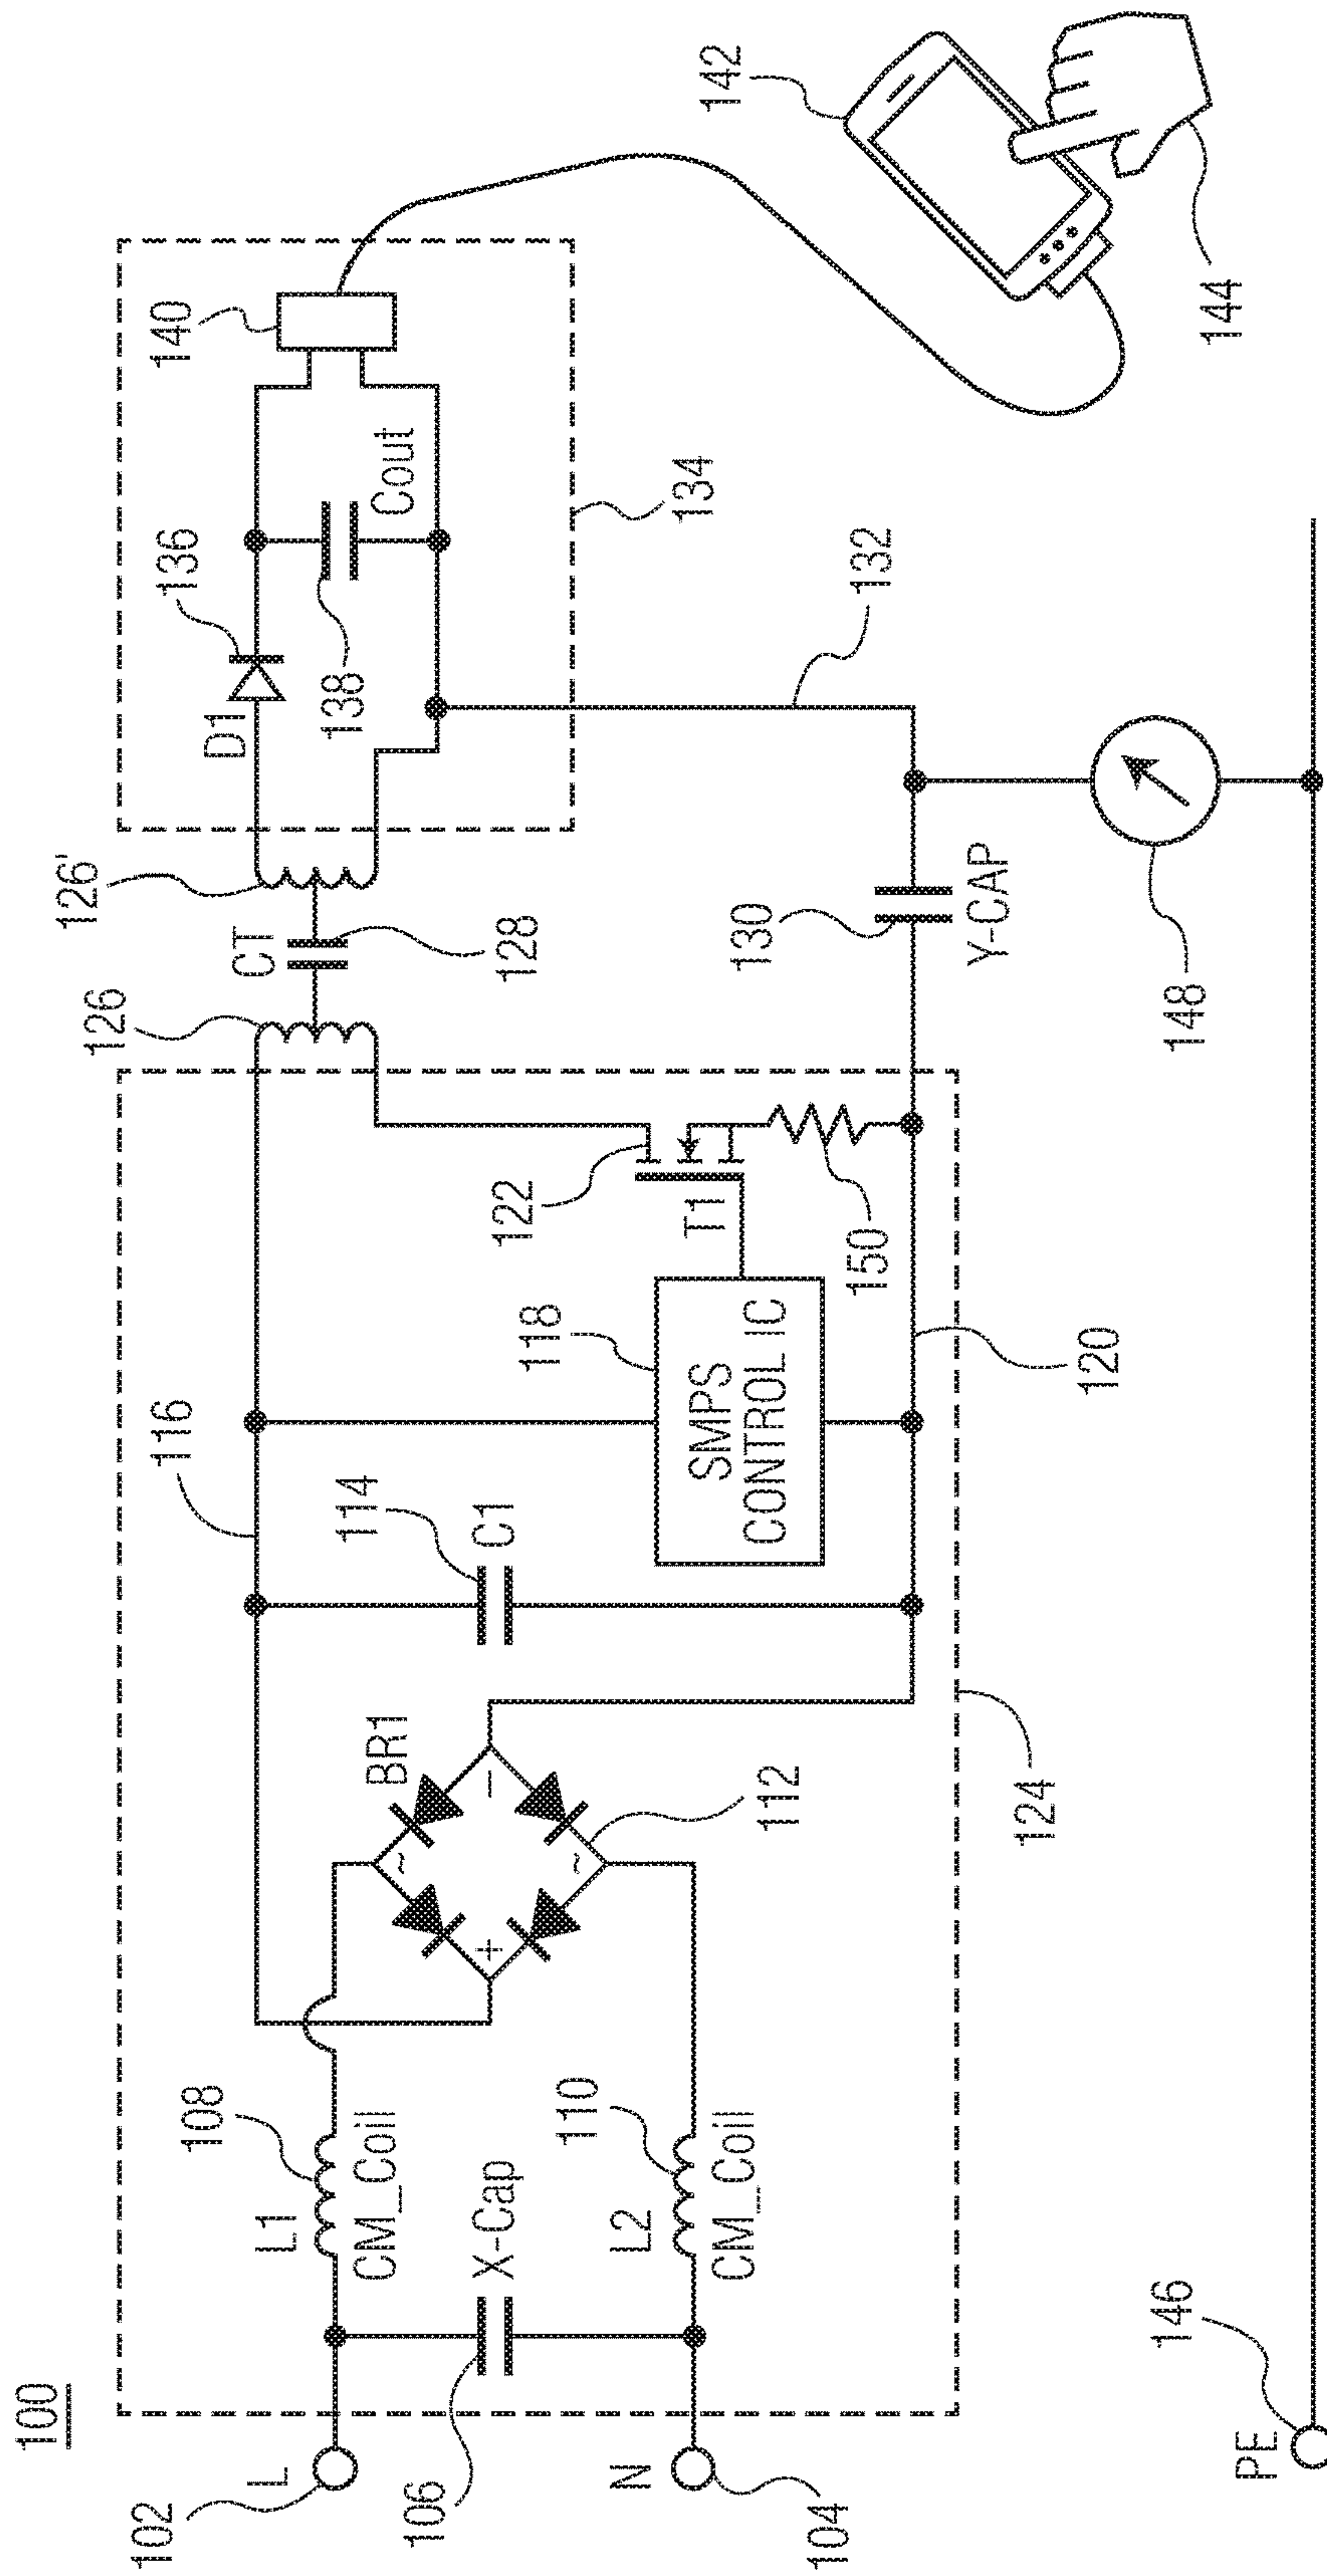 100
102
L
L1
108
CM_Coil
106
X-Cap
N
104
L2
110
CM_Coil
BR1
~
~
+
–
112
116
114
C1
118
SMPS
CONTROL IC
122
T1
150
120
124
126
CT
128
126'
130
Y-CAP
D1
136
138
Cout
140
134
132
142
144
148
PE
146